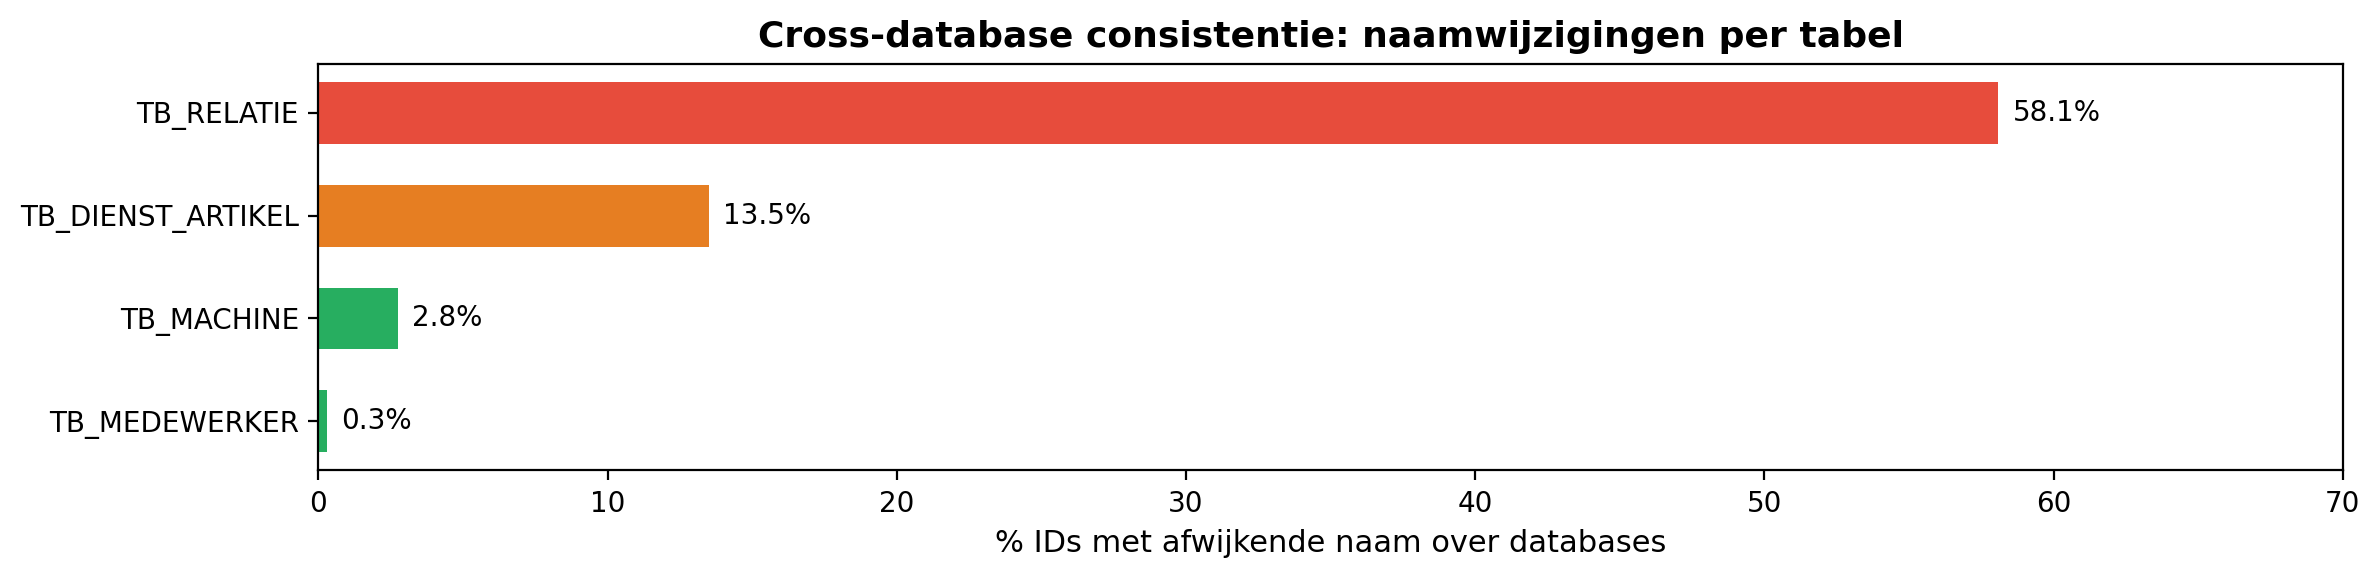 Cross-database consistentie: naamwijzigingen per tabel
TB_RELATIE
58.1%
TB_DIENST_ARTIKEL
13.5%
TB_MACHINE
2.8%
TB_MEDEWERKER
0.3%
0 10 20 30 40 50 60 70
% IDs met afwijkende naam over databases